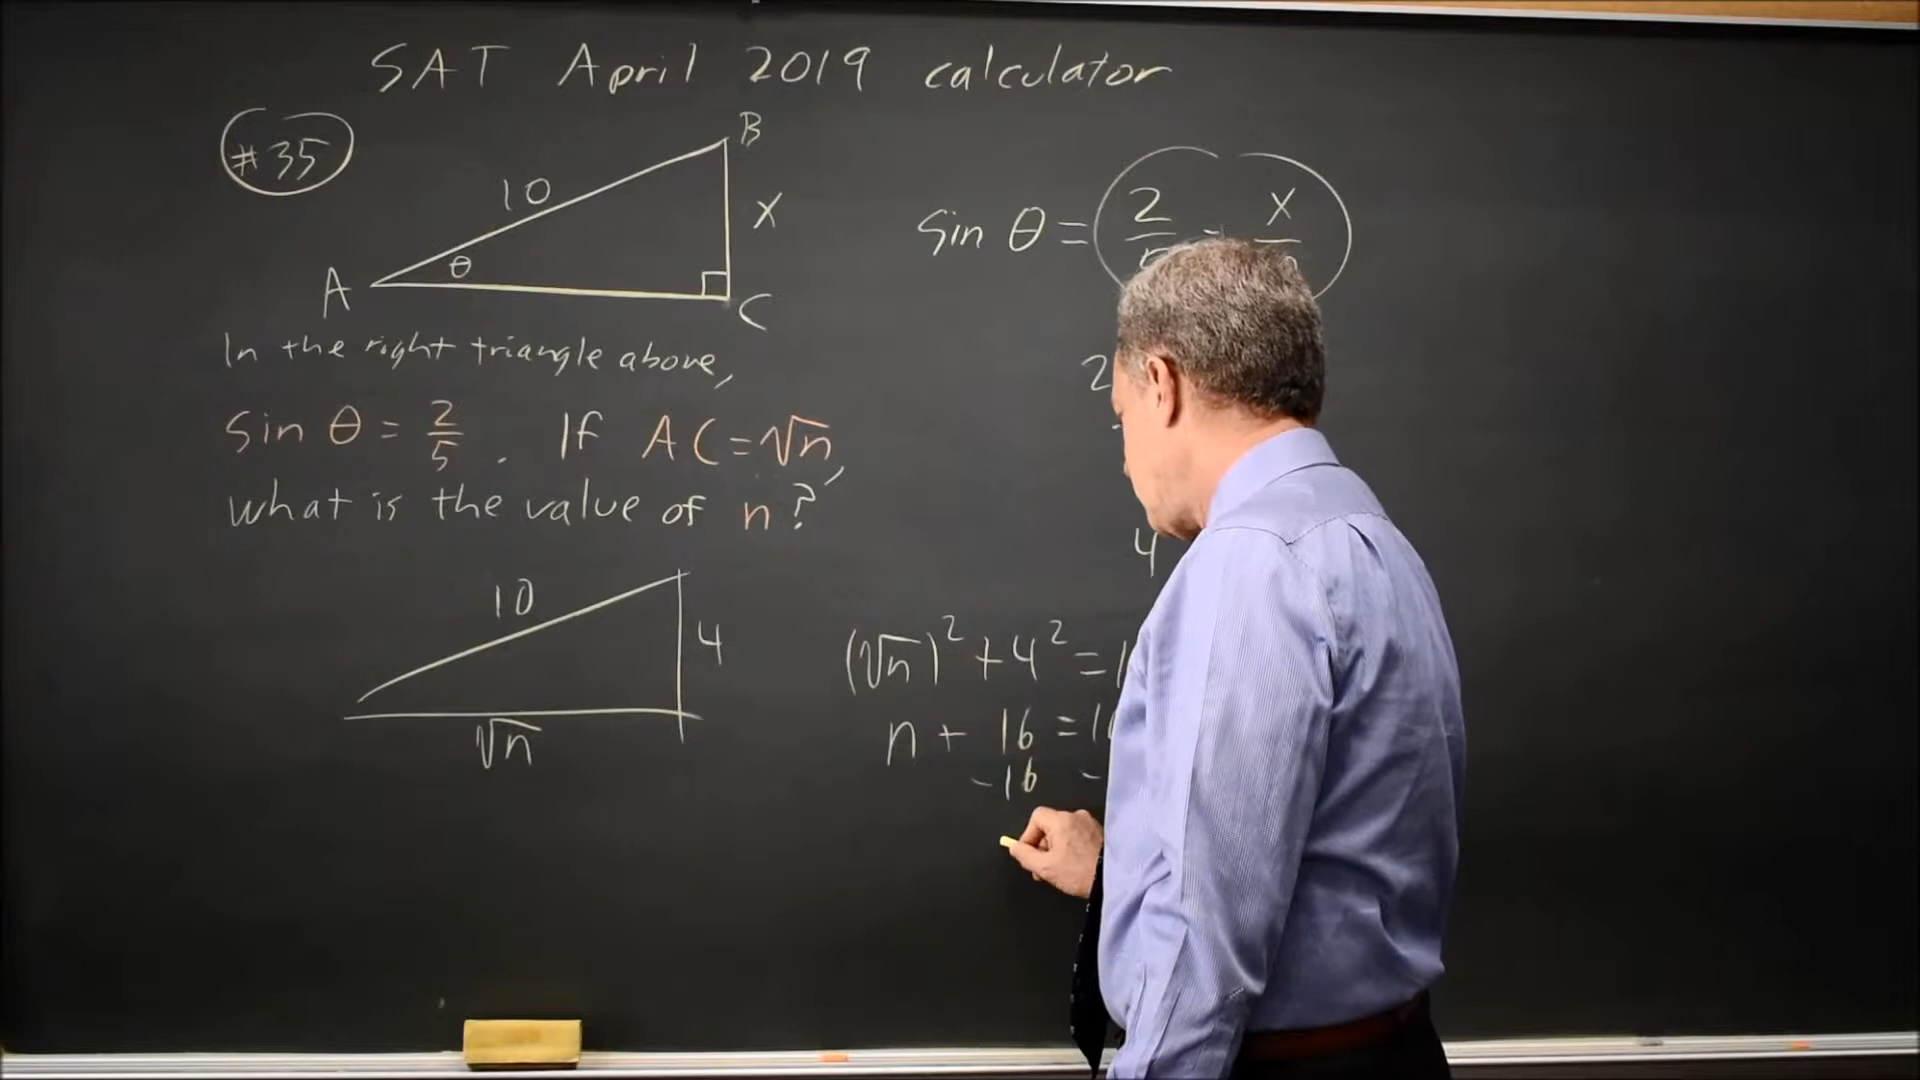 SAT April 2019 calculator
#35
B
10
x
θ
A
C
In the right triangle above,
sin θ = 2/5. If AC = √n,
what is the value of n?
10
4
√n
sin θ = 2 = x
2
4
(√n)² + 4² =
n + 16 =
-16 -